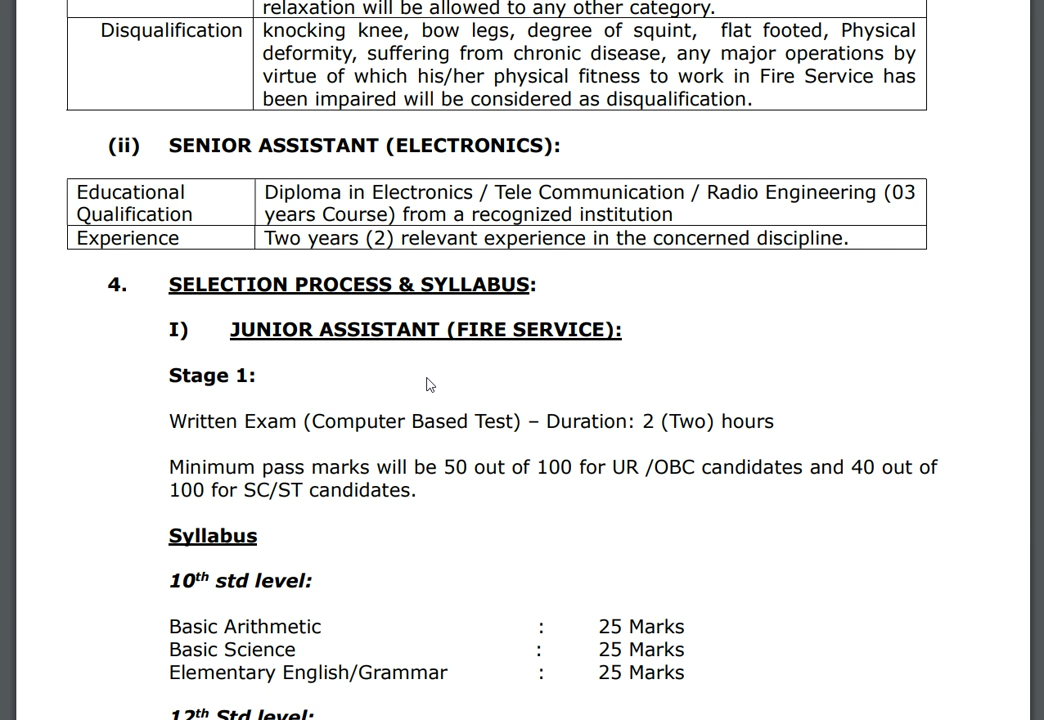 relaxation will be allowed to any other category.
Disqualification knocking knee, bow legs, degree of squint, flat footed, Physical
deformity, suffering from chronic disease, any major operations by
virtue of which his/her physical fitness to work in Fire Service has
been impaired will be considered as disqualification.
(ii) SENIOR ASSISTANT (ELECTRONICS):
Educational Diploma in Electronics / Tele Communication / Radio Engineering (03
Qualification years Course) from a recognized institution
Experience Two years (2) relevant experience in the concerned discipline.
4. SELECTION PROCESS & SYLLABUS:
I) JUNIOR ASSISTANT (FIRE SERVICE):
Stage 1:
Written Exam (Computer Based Test) – Duration: 2 (Two) hours
Minimum pass marks will be 50 out of 100 for UR /OBC candidates and 40 out of
100 for SC/ST candidates.
Syllabus
10th std level:
Basic Arithmetic : 25 Marks
Basic Science : 25 Marks
Elementary English/Grammar : 25 Marks
12th Std level: